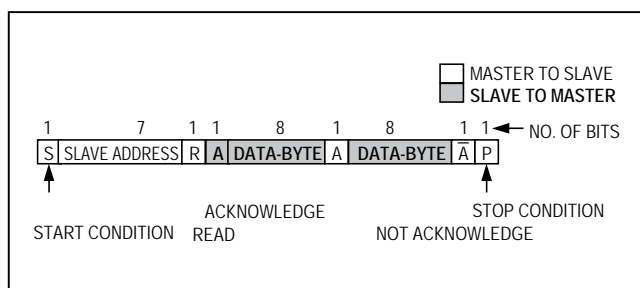 MASTER TO SLAVE
SLAVE TO MASTER
1 7 1 1 8 1 8 1 1 NO. OF BITS
S SLAVE ADDRESS R A DATA-BYTE A DATA-BYTE A̅ P
ACKNOWLEDGE STOP CONDITION
START CONDITION READ NOT ACKNOWLEDGE